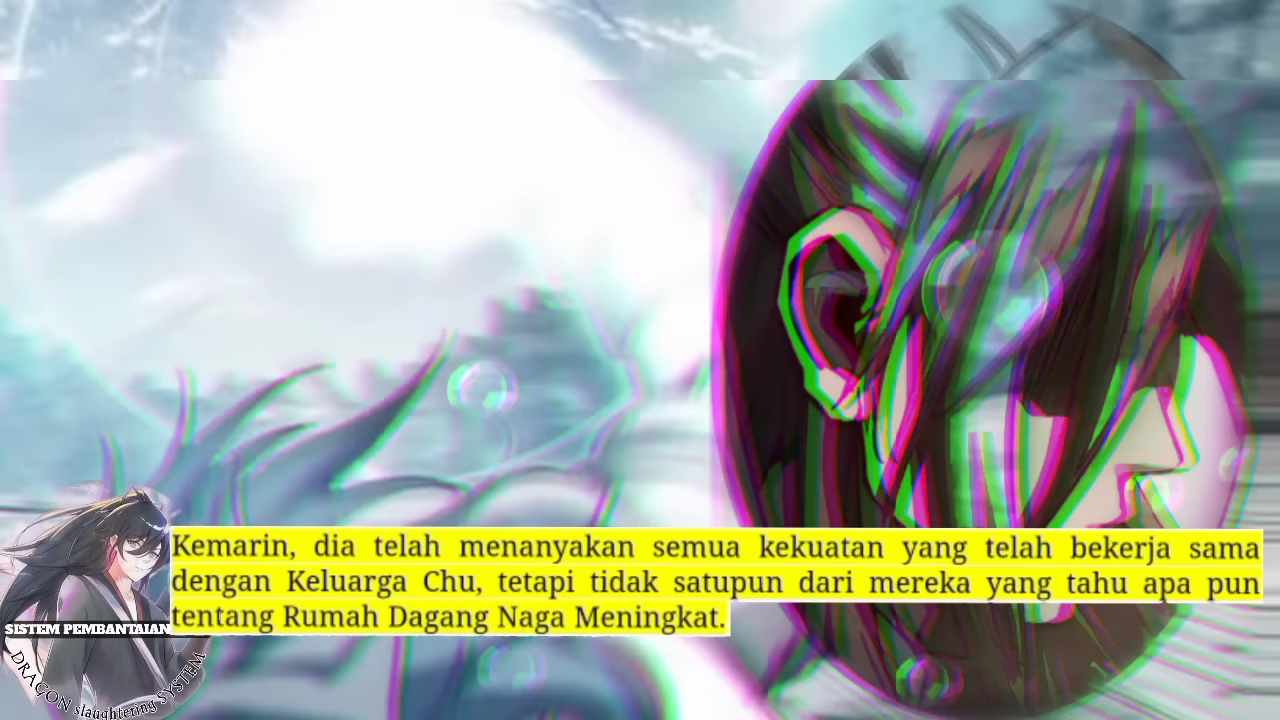 Kemarin, dia telah menanyakan semua kekuatan yang telah bekerja sama
dengan Keluarga Chu, tetapi tidak satupun dari mereka yang tahu apa pun
tentang Rumah Dagang Naga Meningkat.
SISTEM PEMBANTAIAN
DRAGON slaughtering SYSTEM